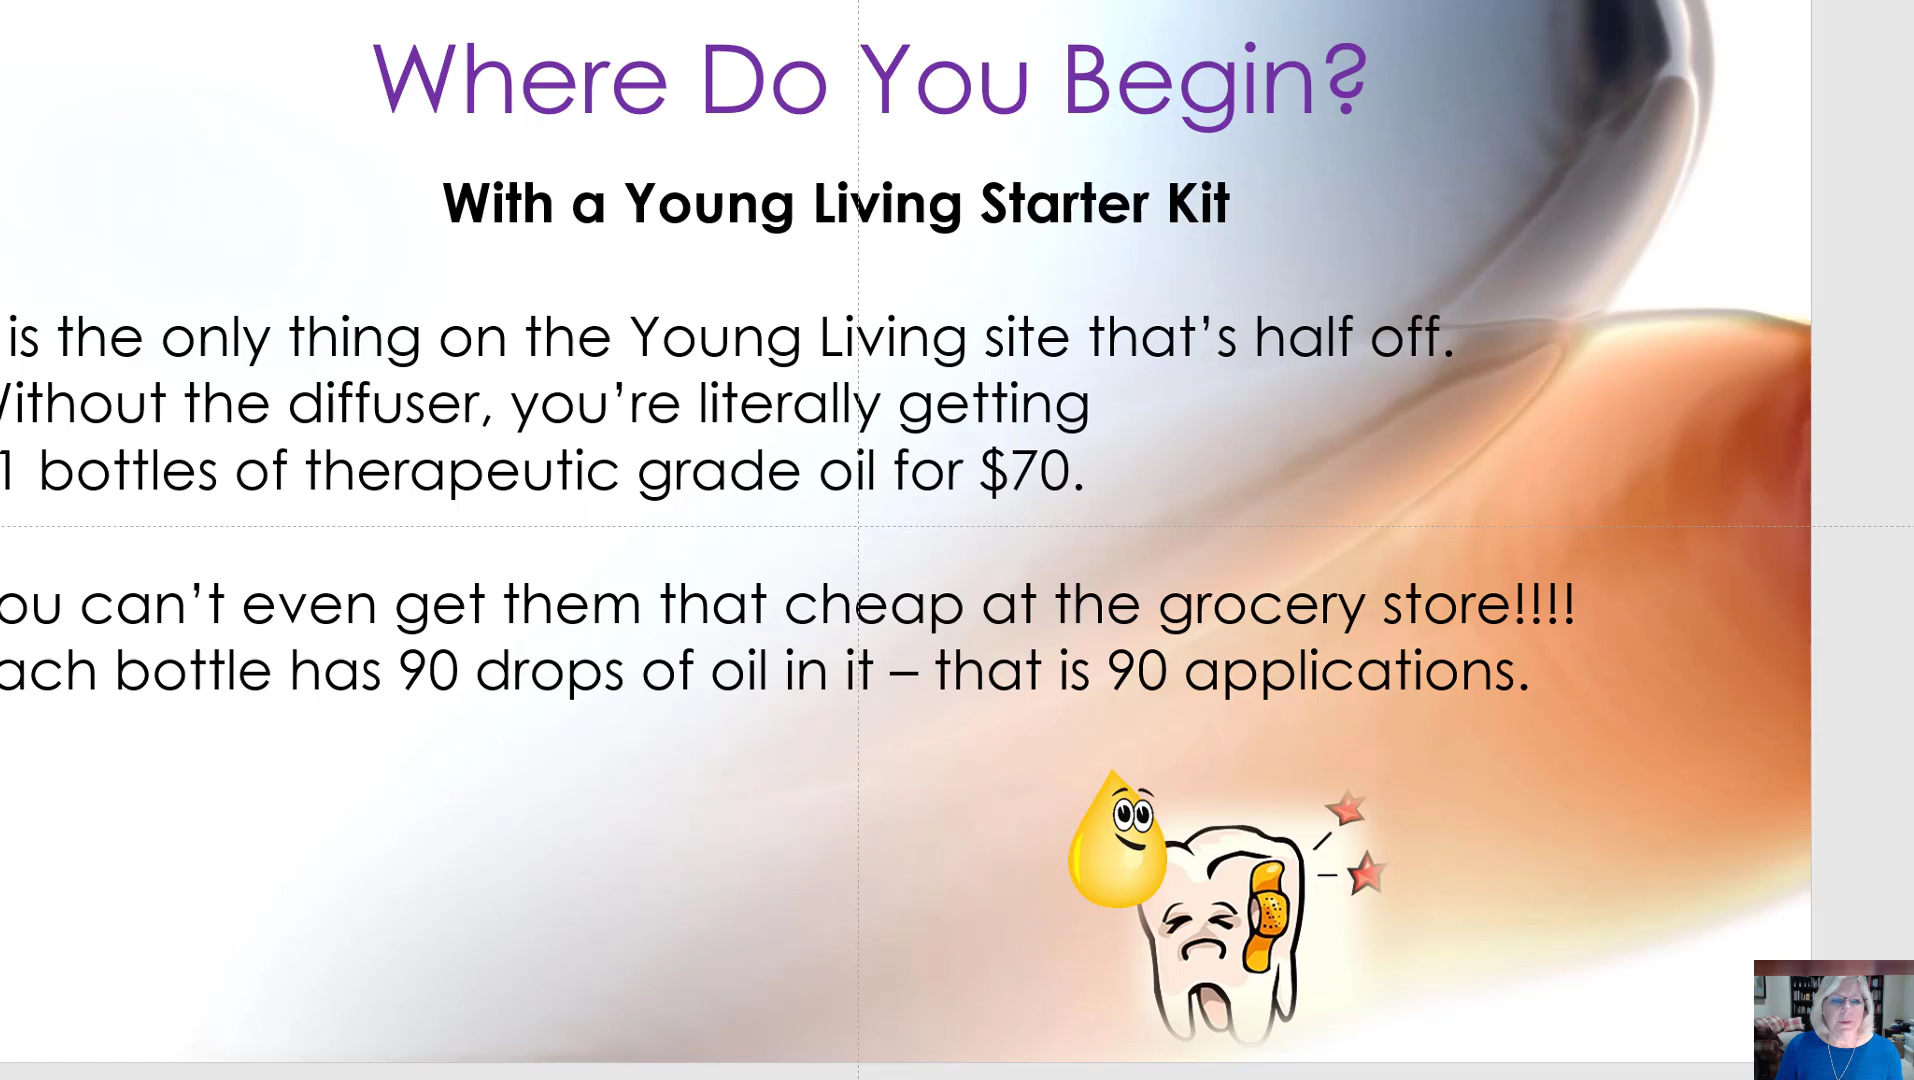 Where Do You Begin?
With a Young Living Starter Kit
is the only thing on the Young Living site that’s half off.
the diffuser, you’re literally getting
1 bottles of therapeutic grade oil for $70.
can’t even get them that cheap at the grocery store!!!!
bottle has 90 drops of oil in it – that is 90 applications.